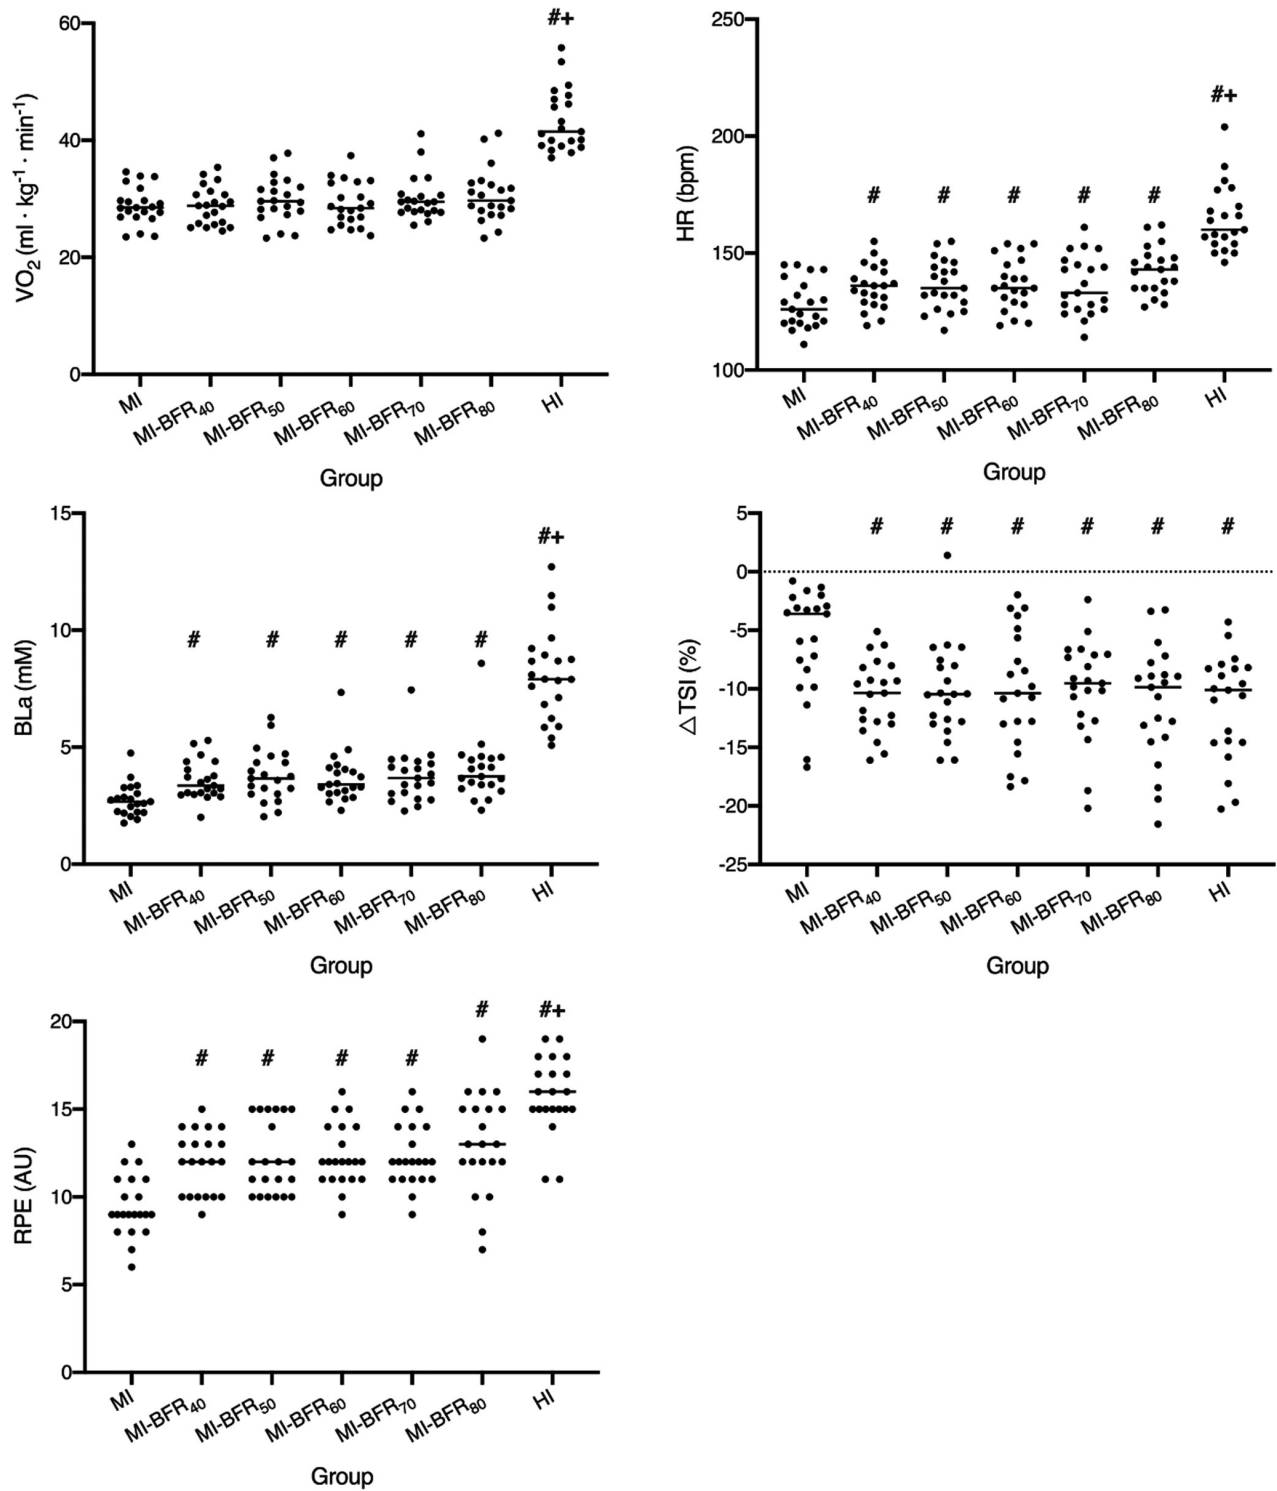 VO2 (ml · kg-1 · min-1)
60
40
20
0
#+
MI
MI-BFR40
MI-BFR50
MI-BFR60
MI-BFR70
MI-BFR80
HI
Group
HR (bpm)
250
200
150
100
# # # # # #+
MI
MI-BFR40
MI-BFR50
MI-BFR60
MI-BFR70
MI-BFR80
HI
Group
BLa (mM)
15
10
5
0
# # # # # #+
MI
MI-BFR40
MI-BFR50
MI-BFR60
MI-BFR70
MI-BFR80
HI
Group
△TSI (%)
5
0
-5
-10
-15
-20
-25
# # # # # #
MI
MI-BFR40
MI-BFR50
MI-BFR60
MI-BFR70
MI-BFR80
HI
Group
RPE (AU)
20
15
10
5
0
# # # # # #+
MI
MI-BFR40
MI-BFR50
MI-BFR60
MI-BFR70
MI-BFR80
HI
Group